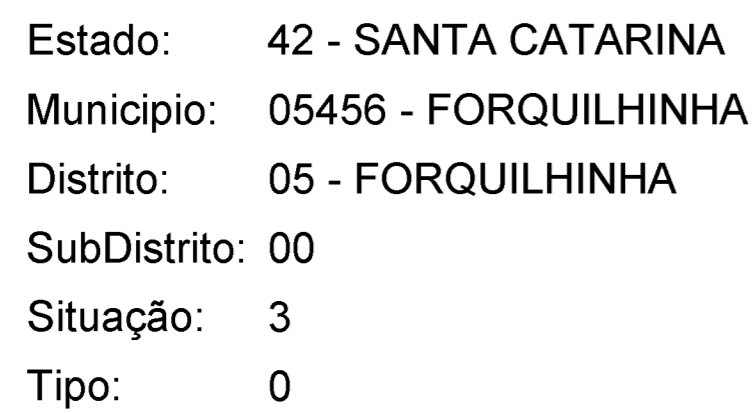 Estado: 42 - SANTA CATARINA
Municipio: 05456 - FORQUILHINHA
Distrito: 05 - FORQUILHINHA
SubDistrito: 00
Situação: 3
Tipo: 0